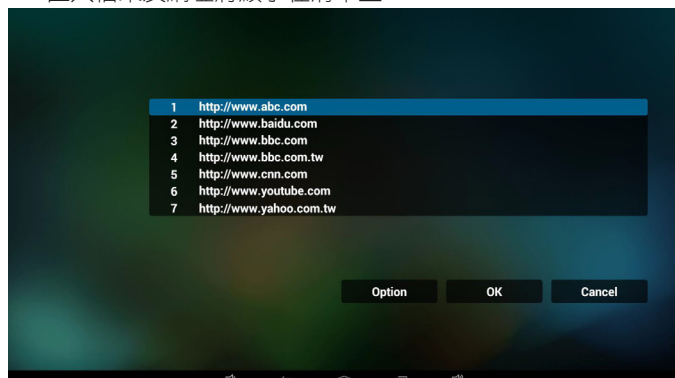 1 http://www.abc.com
2 http://www.baidu.com
3 http://www.bbc.com
4 http://www.bbc.com.tw
5 http://www.cnn.com
6 http://www.youtube.com
7 http://www.yahoo.com.tw
Option OK Cancel